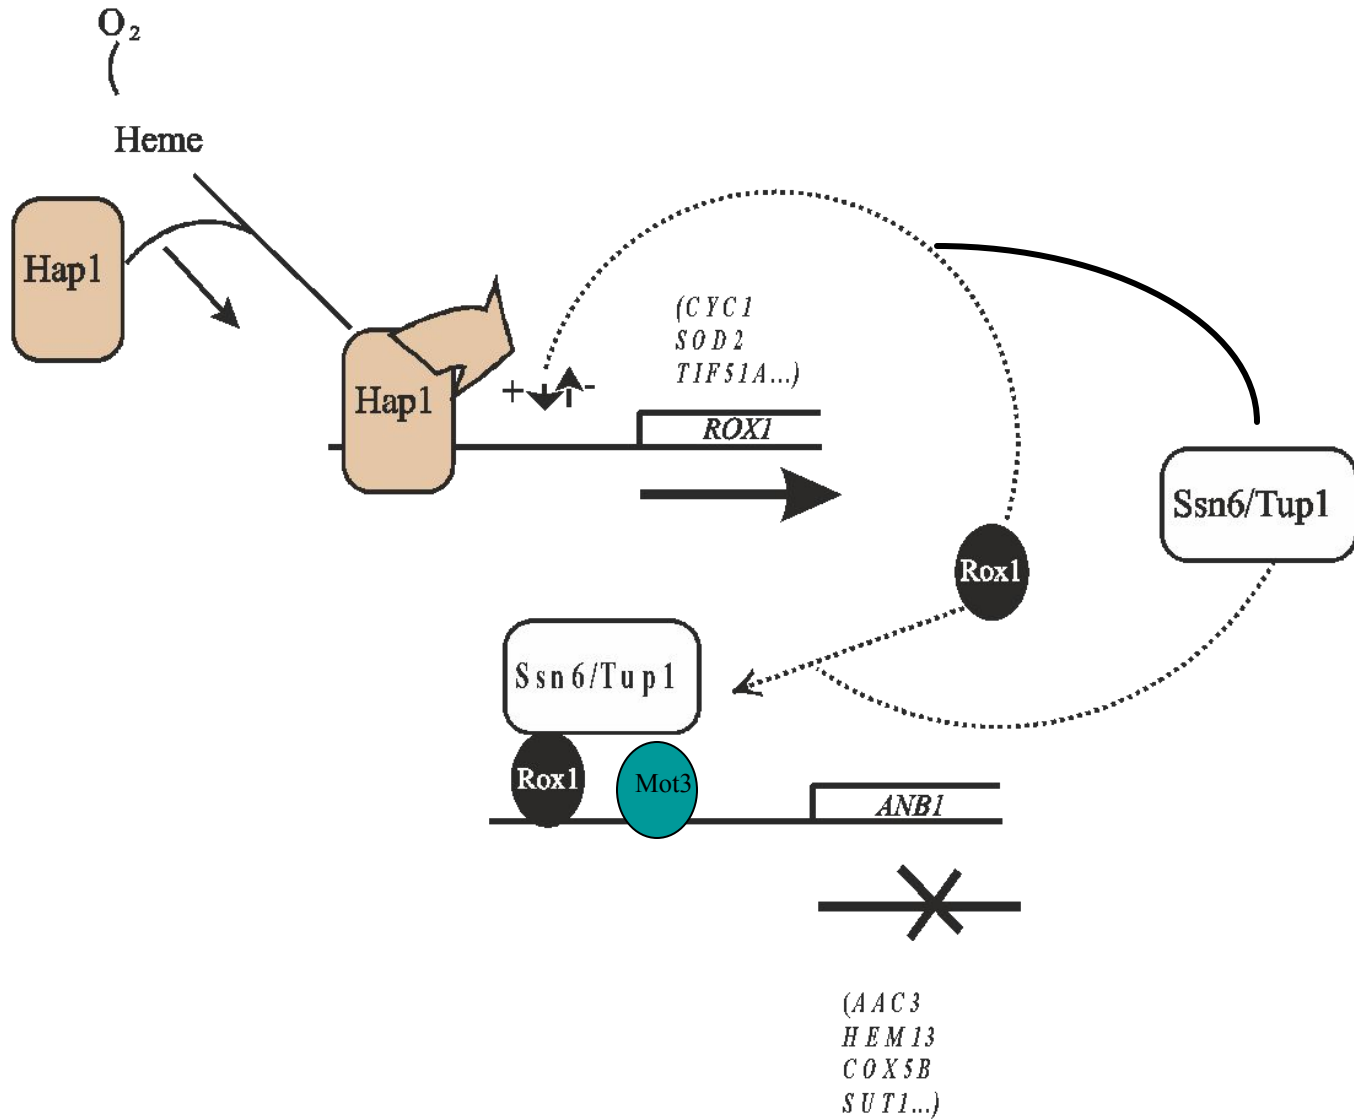 O2
Heme
Hap1
(CYC1
SOD2
TIF51A...)
Hap1
+ -
ROX1
Ssn6/Tup1
Rox1
Ssn6/Tup1
Rox1
Mot3
ANB1
(AAC3
HEM13
COX5B
SUT1...)